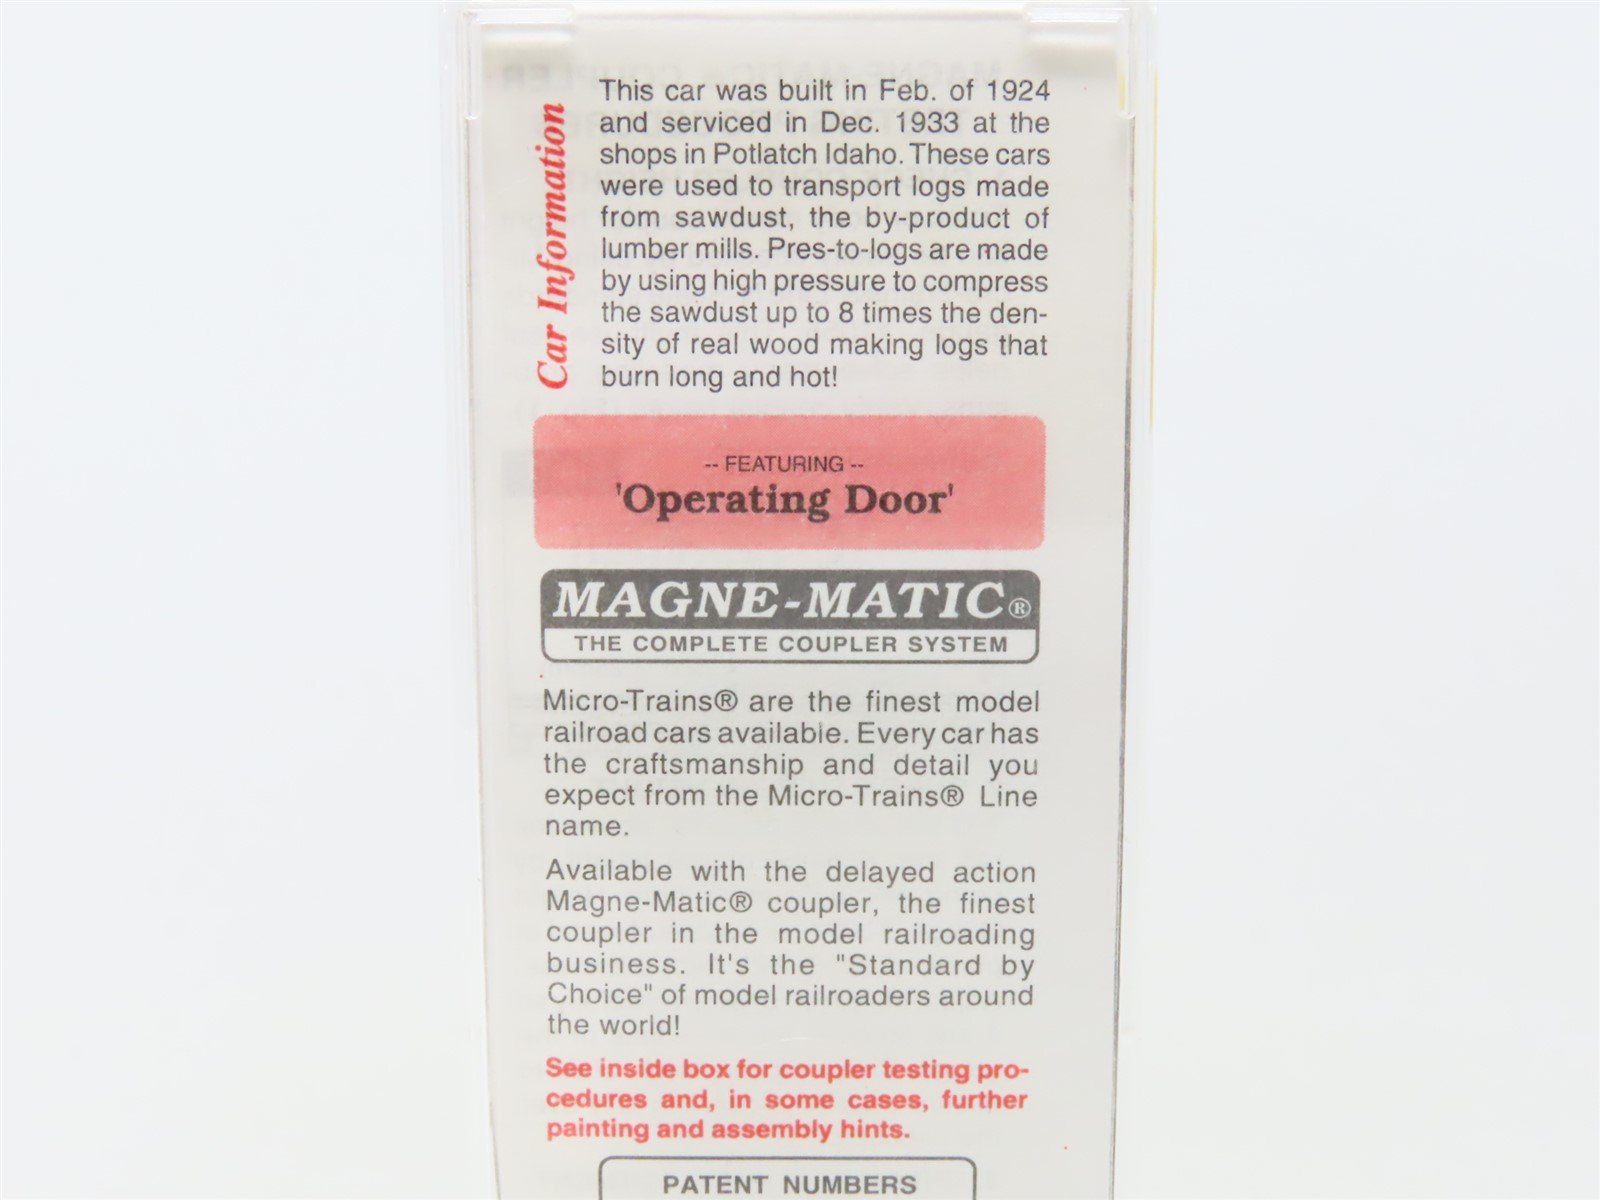 Car Information
This car was built in Feb. of 1924
and serviced in Dec. 1933 at the
shops in Potlatch Idaho. These cars
were used to transport logs made
from sawdust, the by-product of
lumber mills. Pres-to-logs are made
by using high pressure to compress
the sawdust up to 8 times the den-
sity of real wood making logs that
burn long and hot!
-- FEATURING --
'Operating Door'
MAGNE-MATIC®
THE COMPLETE COUPLER SYSTEM
Micro-Trains® are the finest model
railroad cars available. Every car has
the craftsmanship and detail you
expect from the Micro-Trains® Line
name.
Available with the delayed action
Magne-Matic® coupler, the finest
coupler in the model railroading
business. It's the "Standard by
Choice" of model railroaders around
the world!
See inside box for coupler testing pro-
cedures and, in some cases, further
painting and assembly hints.
PATENT NUMBERS